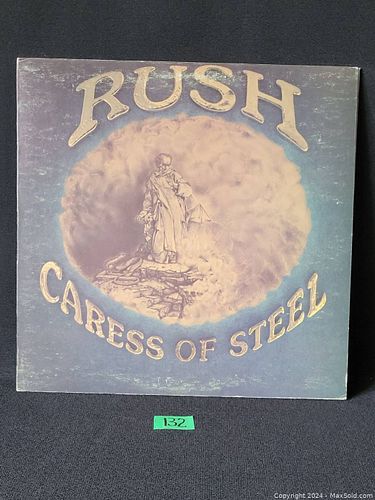 RUSH
CARESS OF STEEL
132
Copyright © 2024 - MaxSold.com